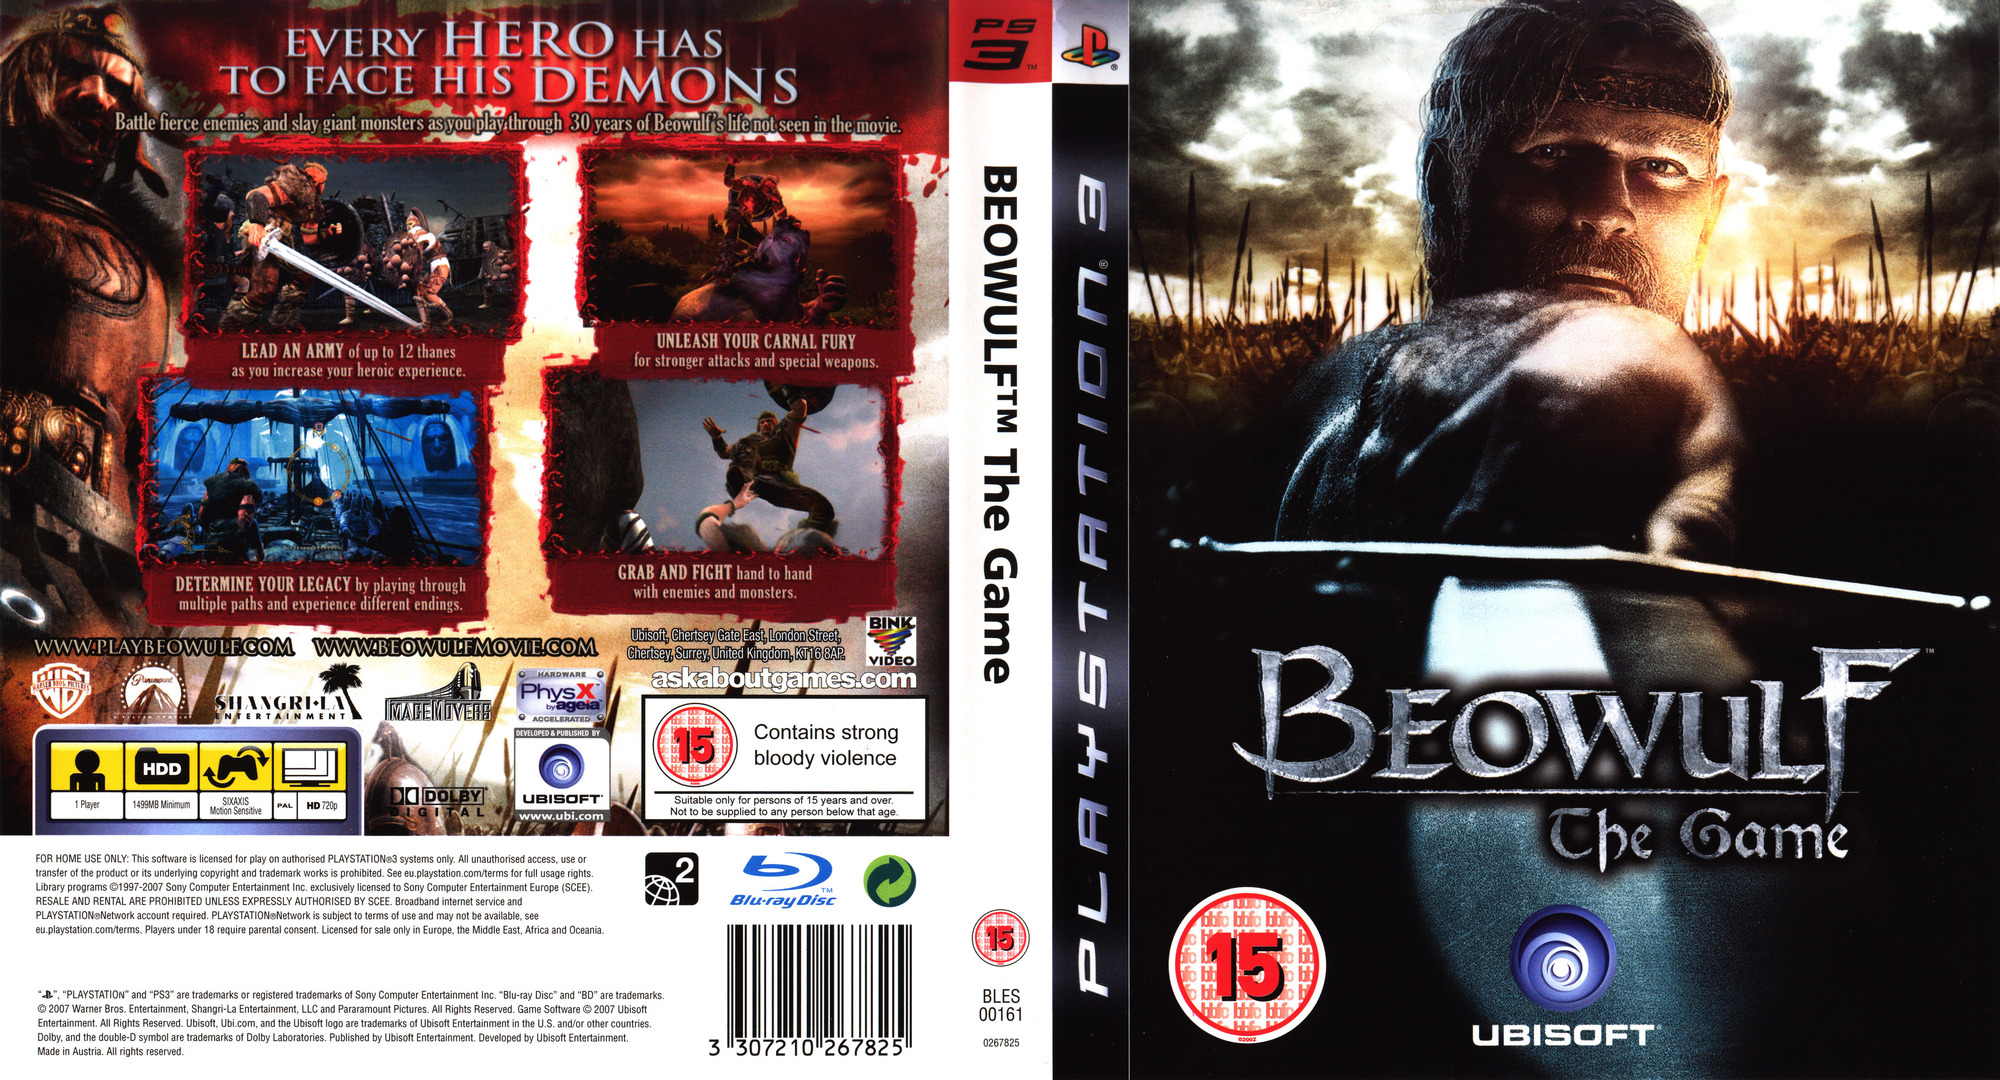 EVERY HERO HAS
TO FACE HIS DEMONS
Battle fierce enemies and slay giant monsters as you play through 30 years of Beowulf's life not seen in the movie.
LEAD AN ARMY of up to 12 thanes
as you increase your heroic experience.
UNLEASH YOUR CARNAL FURY
for stronger attacks and special weapons.
DETERMINE YOUR LEGACY by playing through
multiple paths and experience different endings.
GRAB AND FIGHT hand to hand
with enemies and monsters.
WWW.PLAYBEOWULF.COM WWW.BEOWULFMOVIE.COM
Ubisoft, Chertsey Gate East, London Street,
Chertsey, Surrey, United Kingdom, KT16 8AP.
BINK
VIDEO
askaboutgames.com
WARNER BROS. PICTURES
Paramount
SHANGRI-LA
ENTERTAINMENT
IMAGEMOVERS
HARDWARE
PhysX
by ageia
ACCELERATED
DEVELOPED & PUBLISHED BY
UBISOFT
www.ubi.com
15
Contains strong
bloody violence
Suitable only for persons of 15 years and over.
Not to be supplied to any person below that age.
HDD
1 Player
1499MB Minimum
SIXAXIS
Motion Sensitive
PAL
HD 720p
DOLBY
DIGITAL
FOR HOME USE ONLY: This software is licensed for play on authorised PLAYSTATION®3 systems only. All unauthorised access, use or
transfer of the product or its underlying copyright and trademark works is prohibited. See eu.playstation.com/terms for full usage rights.
Library programs ©1997-2007 Sony Computer Entertainment Inc. exclusively licensed to Sony Computer Entertainment Europe (SCEE).
RESALE AND RENTAL ARE PROHIBITED UNLESS EXPRESSLY AUTHORISED BY SCEE. Broadband internet service and
PLAYSTATION®Network account required. PLAYSTATION®Network is subject to terms of use and may not be available, see
eu.playstation.com/terms. Players under 18 require parental consent. Licensed for sale only in Europe, the Middle East, Africa and Oceania.
2
Blu-ray Disc™
"", "PLAYSTATION" and "PS3" are trademarks or registered trademarks of Sony Computer Entertainment Inc. "Blu-ray Disc" and "BD" are trademarks.
© 2007 Warner Bros. Entertainment, Shangri-La Entertainment, LLC and Pararamount Pictures. All Rights Reserved. Game Software © 2007 Ubisoft
Entertainment. All Rights Reserved. Ubisoft, Ubi.com, and the Ubisoft logo are trademarks of Ubisoft Entertainment in the U.S. and/or other countries.
Dolby, and the double-D symbol are trademarks of Dolby Laboratories. Published by Ubisoft Entertainment. Developed by Ubisoft Entertainment.
Made in Austria. All rights reserved.
3 307210 267825
PS3™
BEOWULF™ The Game
15
BLES
00161
0267825
PLAYSTATION®3
BEOWULF™
The Game
bbfc
15
02002
UBISOFT®